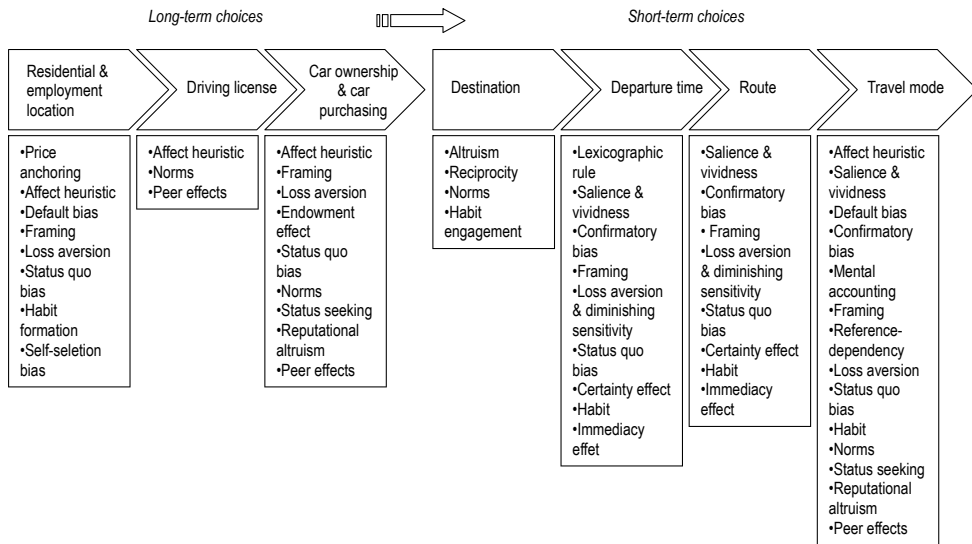 Long-term choices
Short-term choices
Residential &
employment
location
Driving license
Car ownership
& car
purchasing
Destination
Departure time
Route
Travel mode
•Price
anchoring
•Affect heuristic
•Default bias
•Framing
•Loss aversion
•Status quo
bias
•Habit
formation
•Self-seletion
bias
•Affect heuristic
•Norms
•Peer effects
•Affect heuristic
•Framing
•Loss aversion
•Endowment
effect
•Status quo
bias
•Norms
•Status seeking
•Reputational
altruism
•Peer effects
•Altruism
•Reciprocity
•Norms
•Habit
engagement
•Lexicographic
rule
•Salience &
vividness
•Confirmatory
bias
•Framing
•Loss aversion
& diminishing
sensitivity
•Status quo
bias
•Certainty effect
•Habit
•Immediacy
effet
•Salience &
vividness
•Confirmatory
bias
• Framing
•Loss aversion
& diminishing
sensitivity
•Status quo
bias
•Certainty effect
•Habit
•Immediacy
effect
•Affect heuristic
•Salience &
vividness
•Default bias
•Confirmatory
bias
•Mental
accounting
•Framing
•Reference-
dependency
•Loss aversion
•Status quo
bias
•Habit
•Norms
•Status seeking
•Reputational
altruism
•Peer effects